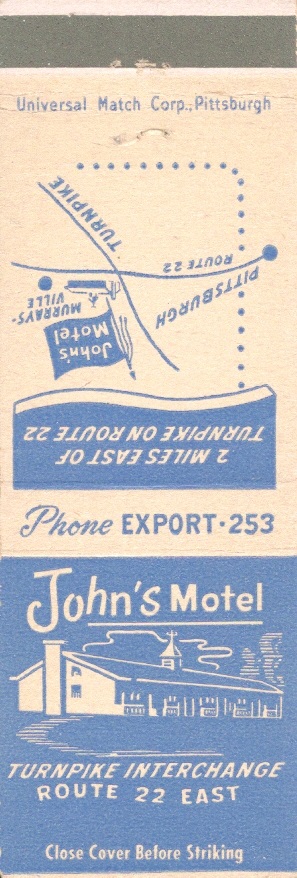 Universal Match Corp., Pittsburgh
TURNPIKE
ROUTE 22
PITTSBURGH
MURRAYS-
VILLE
John's
Motel
2 MILES EAST OF
TURNPIKE ON ROUTE 22
Phone EXPORT·253
John's Motel
TURNPIKE INTERCHANGE
ROUTE 22 EAST
Close Cover Before Striking